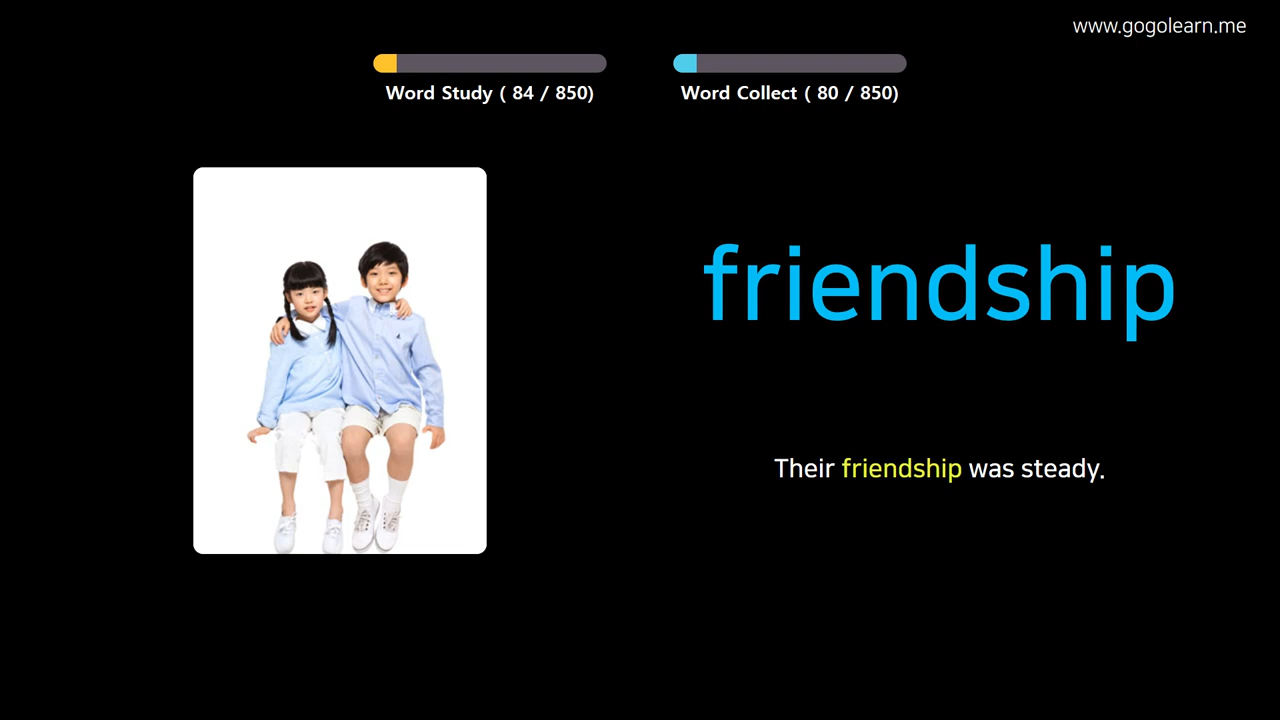 www.gogolearn.me
Word Study ( 84 / 850)
Word Collect ( 80 / 850)
friendship
Their friendship was steady.